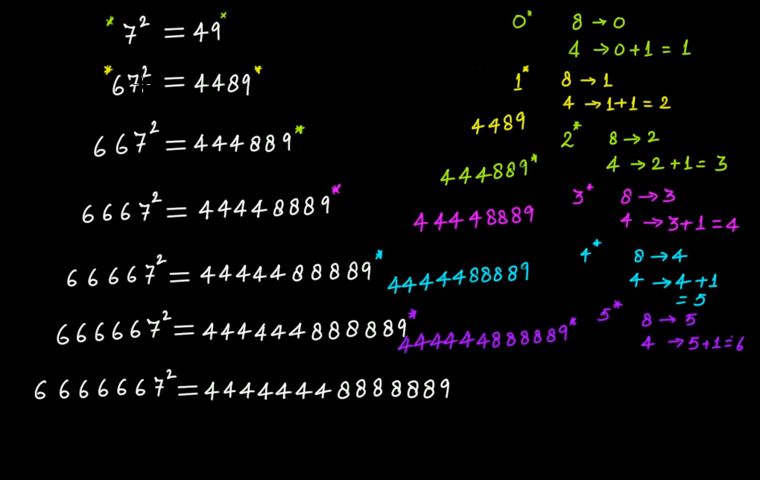 *7² = 49*
*67² = 4489*
667² = 444889*
6667² = 44448889*
66667² = 4444488889*
666667² = 444444888889*
6666667² = 44444448888889
0* 8 → 0
4 → 0+1 = 1
1* 8 → 1
4 → 1+1 = 2
4489
2* 8 → 2
4 → 2+1 = 3
444889*
3* 8 → 3
4 → 3+1 = 4
44448889
4* 8 → 4
4 → 4+1
= 5
4444488889
5* 8 → 5
4 → 5+1 = 6
444444888889*